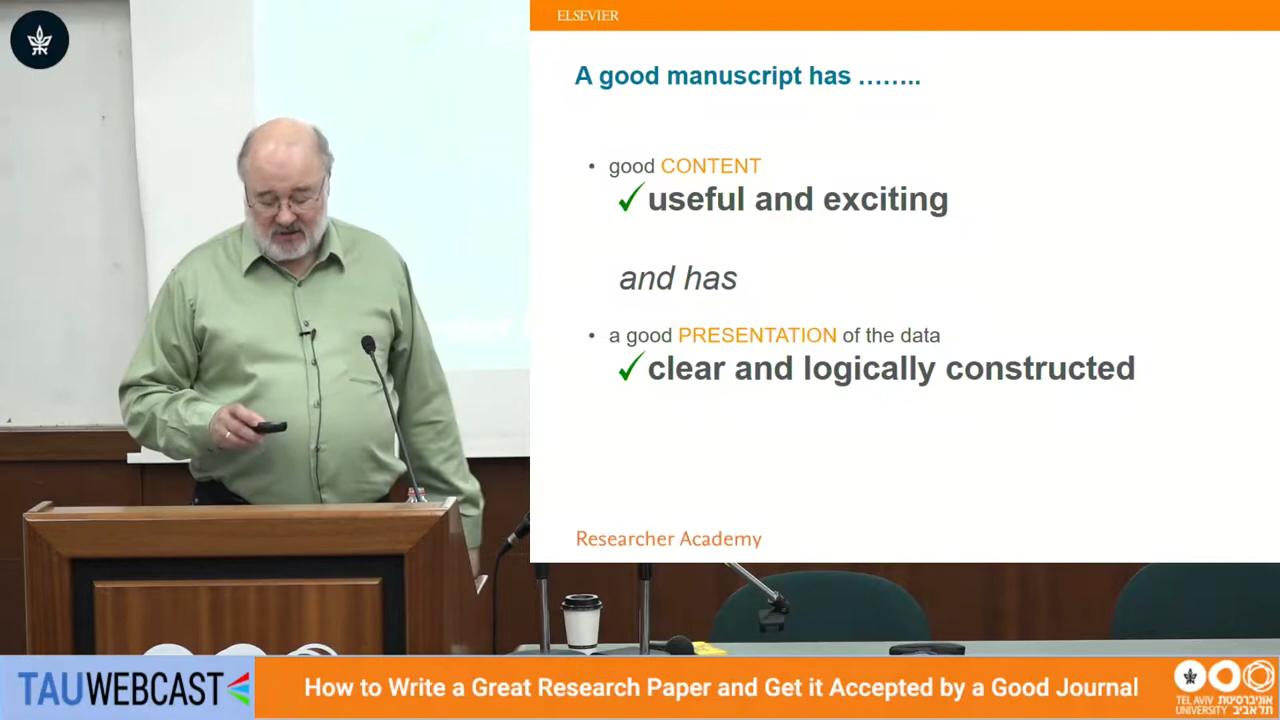 ELSEVIER
A good manuscript has ........
• good CONTENT
✓ useful and exciting
and has
• a good PRESENTATION of the data
✓ clear and logically constructed
Researcher Academy
TAUWEBCAST
How to Write a Great Research Paper and Get it Accepted by a Good Journal
TEL AVIV UNIVERSITY
אוניברסיטת תל אביב